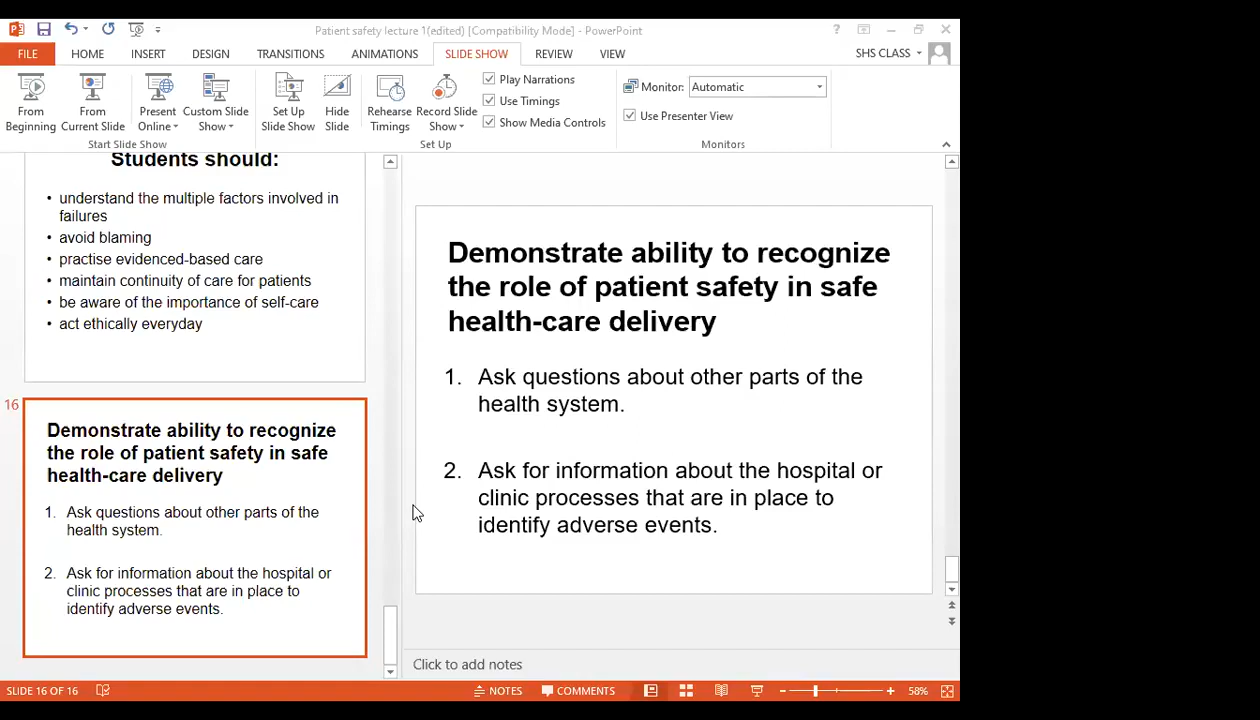 Patient safety lecture 1(edited) [Compatibility Mode] - PowerPoint
?
FILE HOME INSERT DESIGN TRANSITIONS ANIMATIONS SLIDE SHOW REVIEW VIEW SHS CLASS
From Beginning
From Current Slide
Present Online
Custom Slide Show
Set Up Slide Show
Hide Slide
Rehearse Timings
Record Slide Show
Play Narrations
Use Timings
Show Media Controls
Monitor: Automatic
Use Presenter View
Start Slide Show
Set Up
Monitors
Students should:
• understand the multiple factors involved in
failures
• avoid blaming
• practise evidenced-based care
• maintain continuity of care for patients
• be aware of the importance of self-care
• act ethically everyday
16
Demonstrate ability to recognize
the role of patient safety in safe
health-care delivery
1. Ask questions about other parts of the
health system.
2. Ask for information about the hospital or
clinic processes that are in place to
identify adverse events.
Demonstrate ability to recognize
the role of patient safety in safe
health-care delivery
1. Ask questions about other parts of the
health system.
2. Ask for information about the hospital or
clinic processes that are in place to
identify adverse events.
Click to add notes
SLIDE 16 OF 16 NOTES COMMENTS 58%